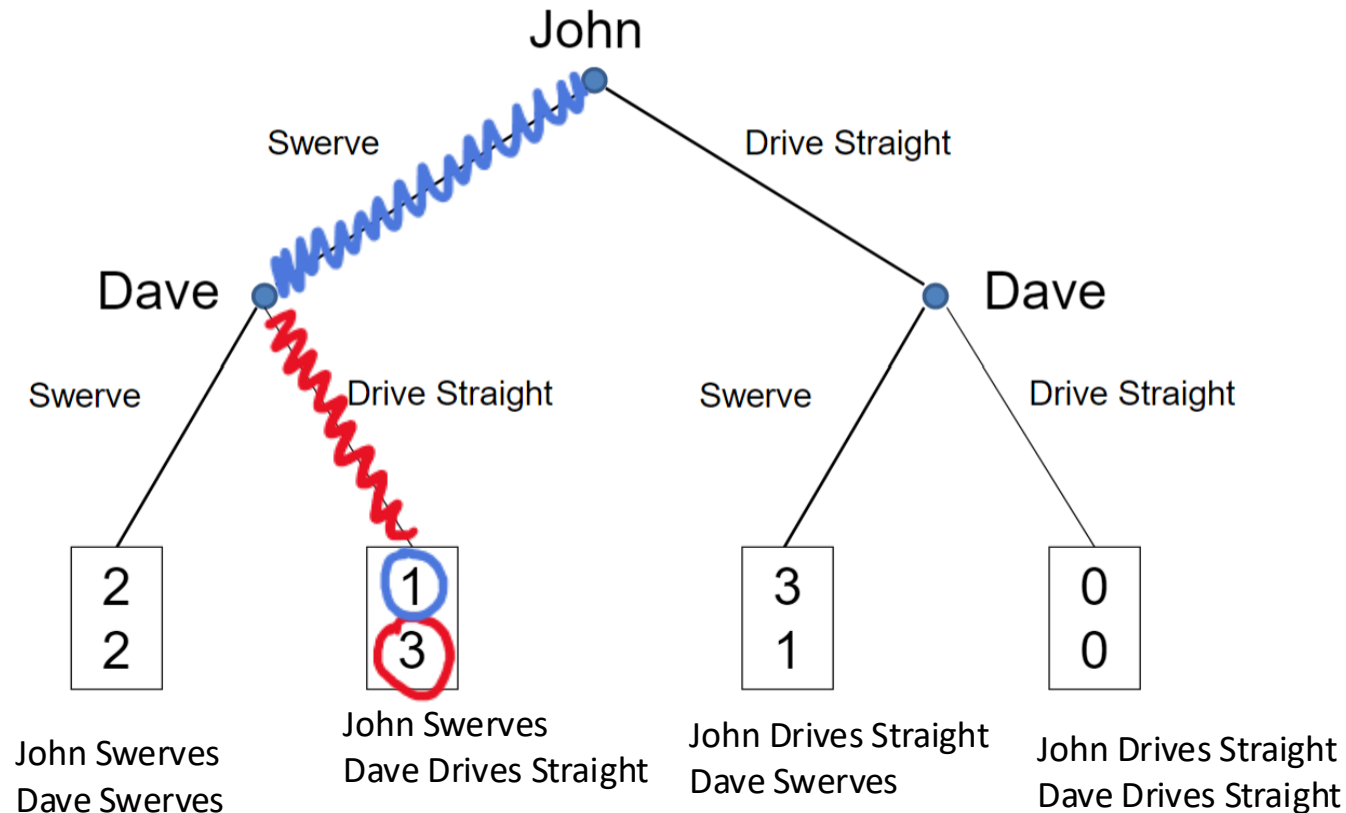 John
Swerve
Drive Straight
Dave
Dave
Swerve
Drive Straight
Swerve
Drive Straight
2
2
1
3
3
1
0
0
John Swerves
Dave Swerves
John Swerves
Dave Drives Straight
John Drives Straight
Dave Swerves
John Drives Straight
Dave Drives Straight